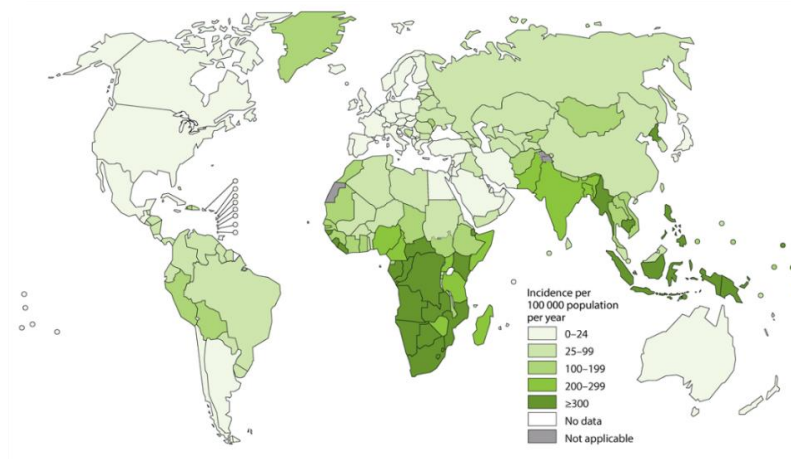 Incidence per
100 000 population
per year
0–24
25–99
100–199
200–299
≥300
No data
Not applicable